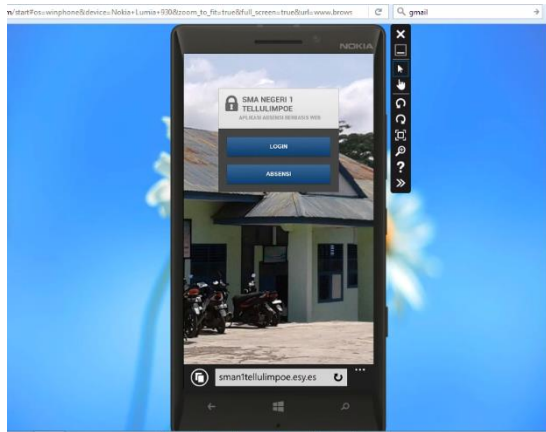 m/start#os=winphone&device=Nokia+Lumia+930&zoom_to_fit=true&full_screen=true&url=www.brows
gmail
NOKIA
SMA NEGERI 1
TELLULIMPOE
APLIKASI ABSENSI BERBASIS WEB
LOGIN
ABSENSI
sman1tellulimpoe.esy.es